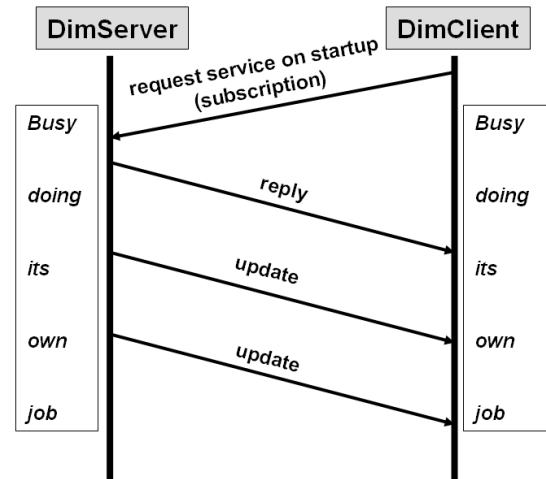 DimServer
DimClient
request service on startup
(subscription)
Busy
doing
its
own
job
reply
update
update
Busy
doing
its
own
job